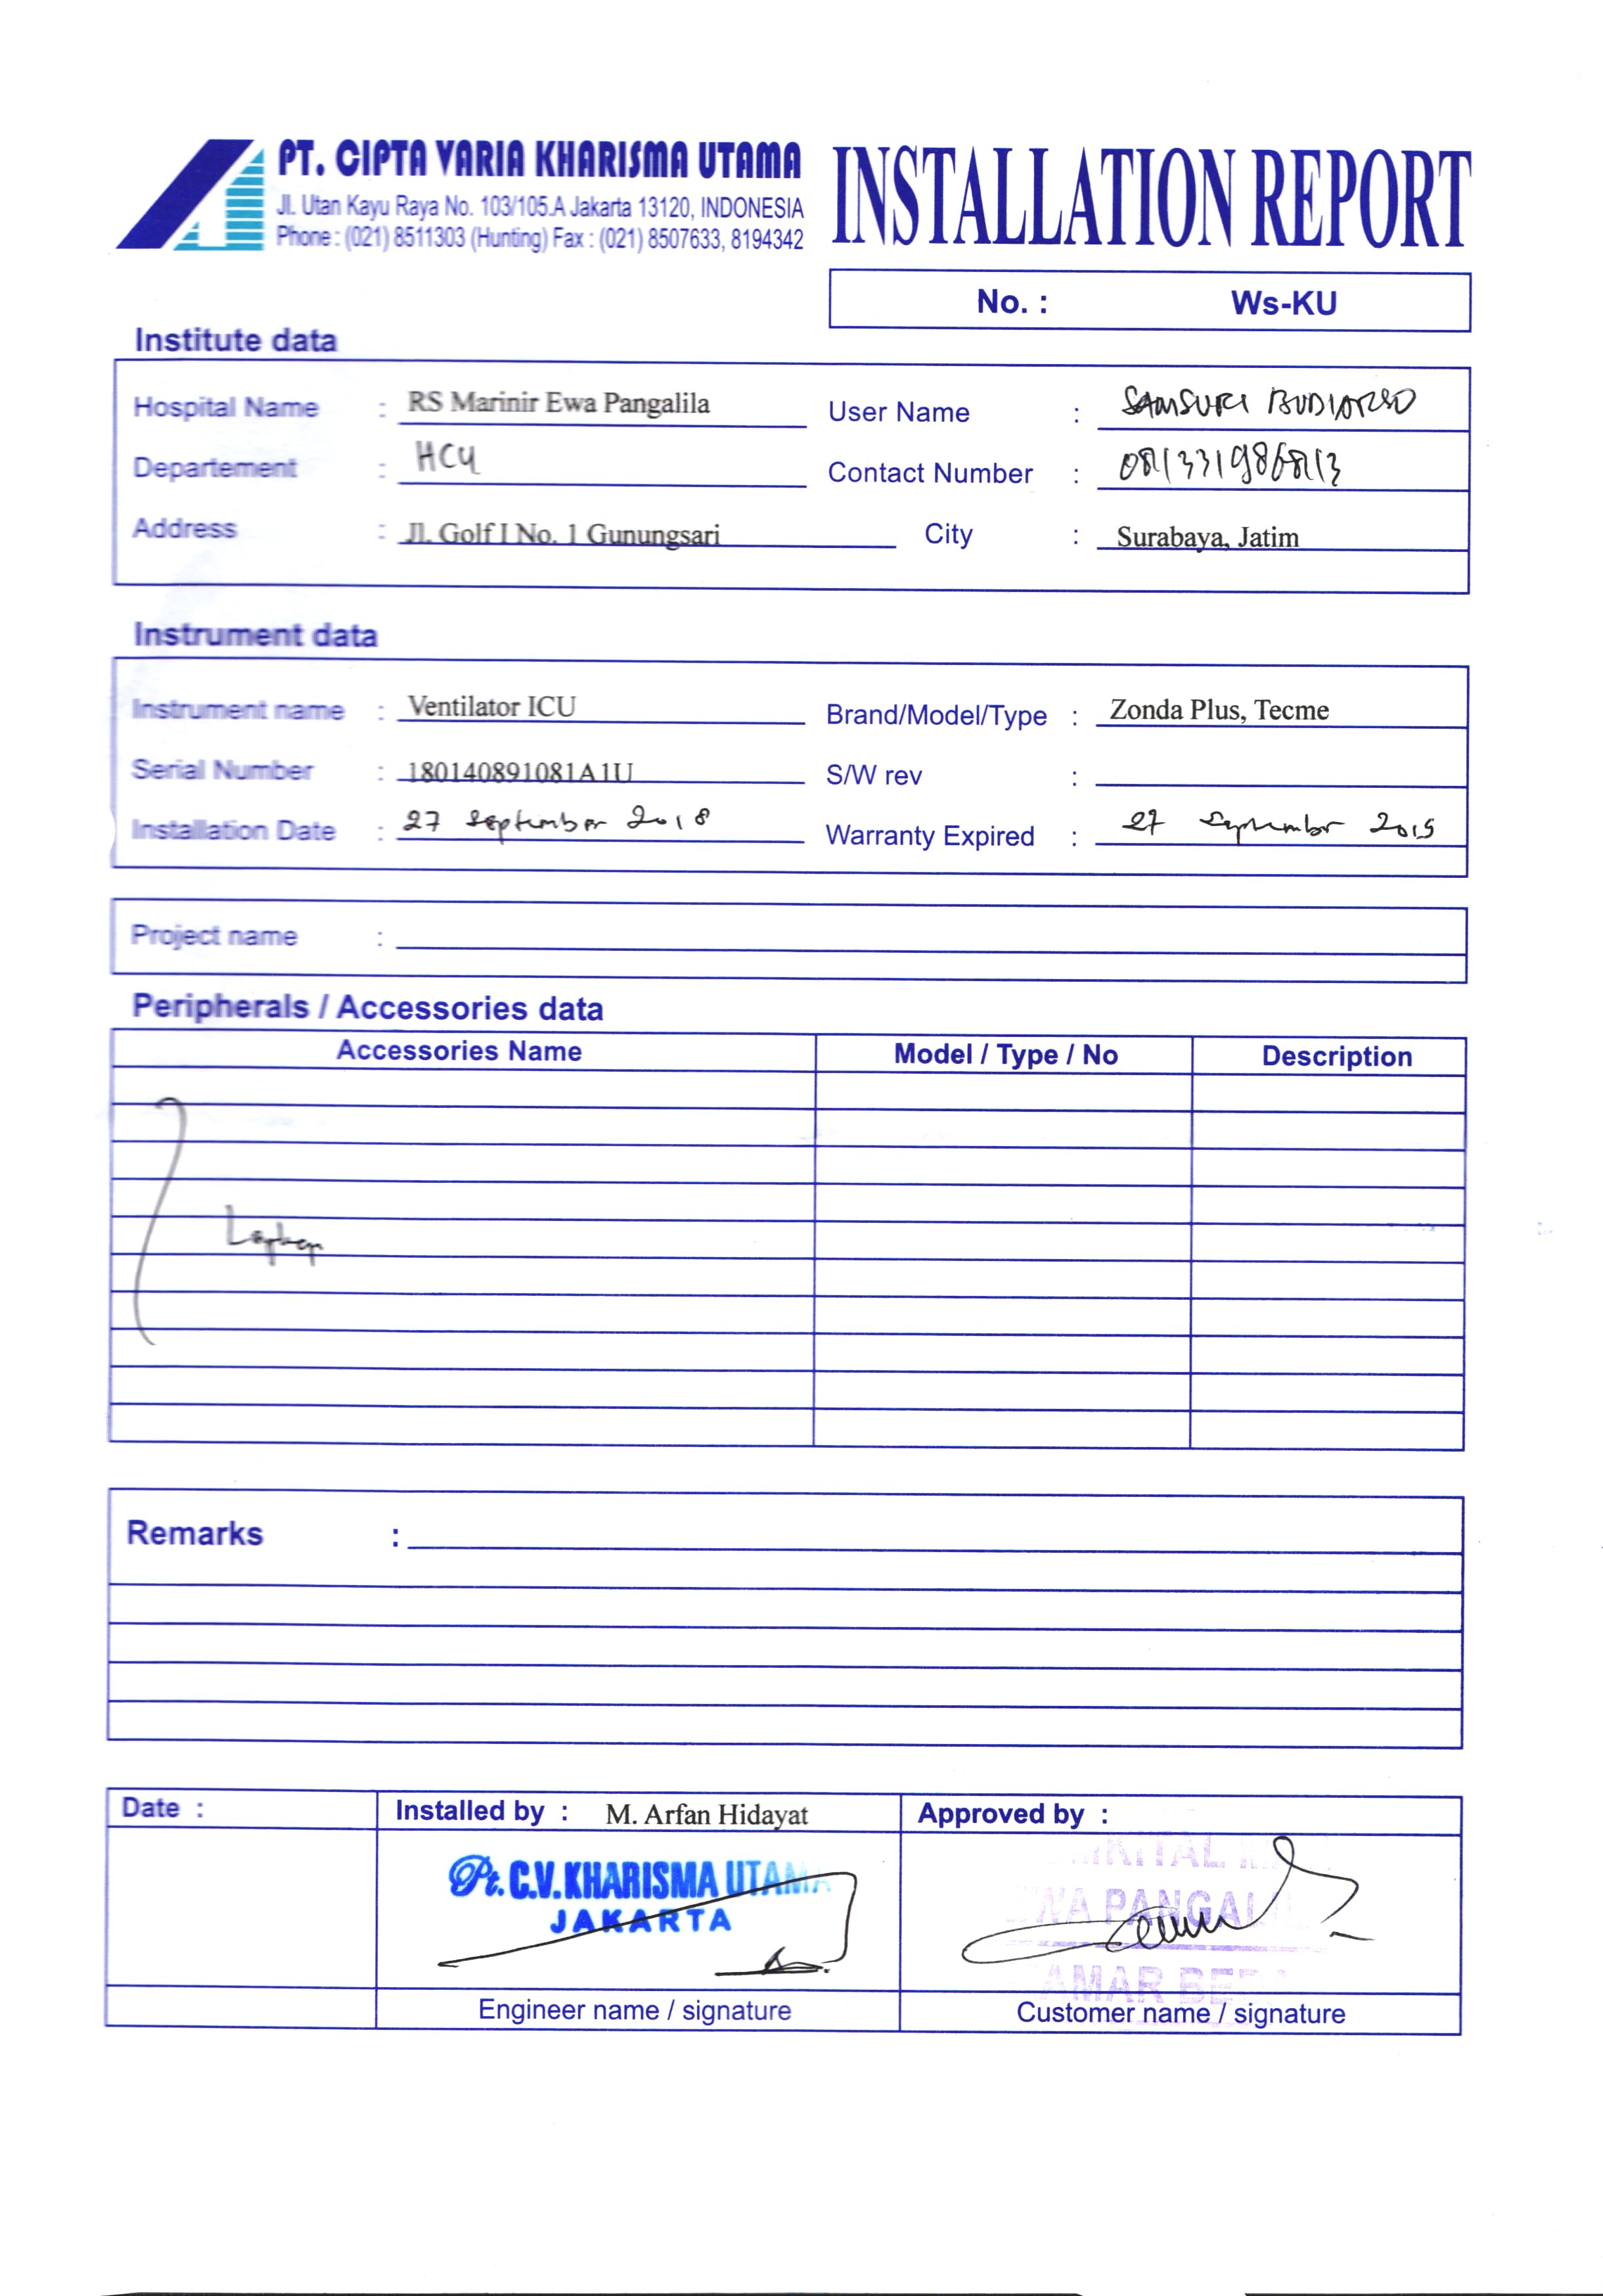 PT. CIPTA VARIA KHARISMA UTAMA
Jl. Utan Kayu Raya No. 103/105.A Jakarta 13120, INDONESIA
Phone : (021) 8511303 (Hunting) Fax : (021) 8507633, 8194342
INSTALLATION REPORT
No. : Ws-KU
Institute data
Hospital Name : RS Marinir Ewa Pangalila User Name : SAMSURI BUDIARSO
Departement : HCU Contact Number :
Address : Jl. Golf I No. 1 Gunungsari City : Surabaya, Jatim
Instrument data
Instrument name : Ventilator ICU Brand/Model/Type : Zonda Plus, Tecme
Serial Number : 180140891081A1U S/W rev :
Installation Date : 27 September 2018 Warranty Expired : 27 September 2019
Project name :
Peripherals / Accessories data
Accessories Name Model / Type / No Description
Remarks :
Date : Installed by : M. Arfan Hidayat Approved by :
Pt. C.V. KHARISMA UTAMA
JAKARTA
Engineer name / signature Customer name / signature